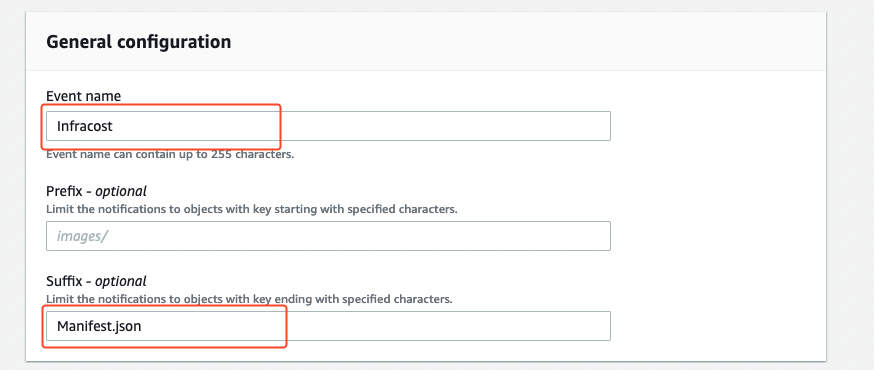 General configuration
Event name
Infracost
Event name can contain up to 255 characters.
Prefix - optional
Limit the notifications to objects with key starting with specified characters.
images/
Suffix - optional
Limit the notifications to objects with key ending with specified characters.
Manifest.json